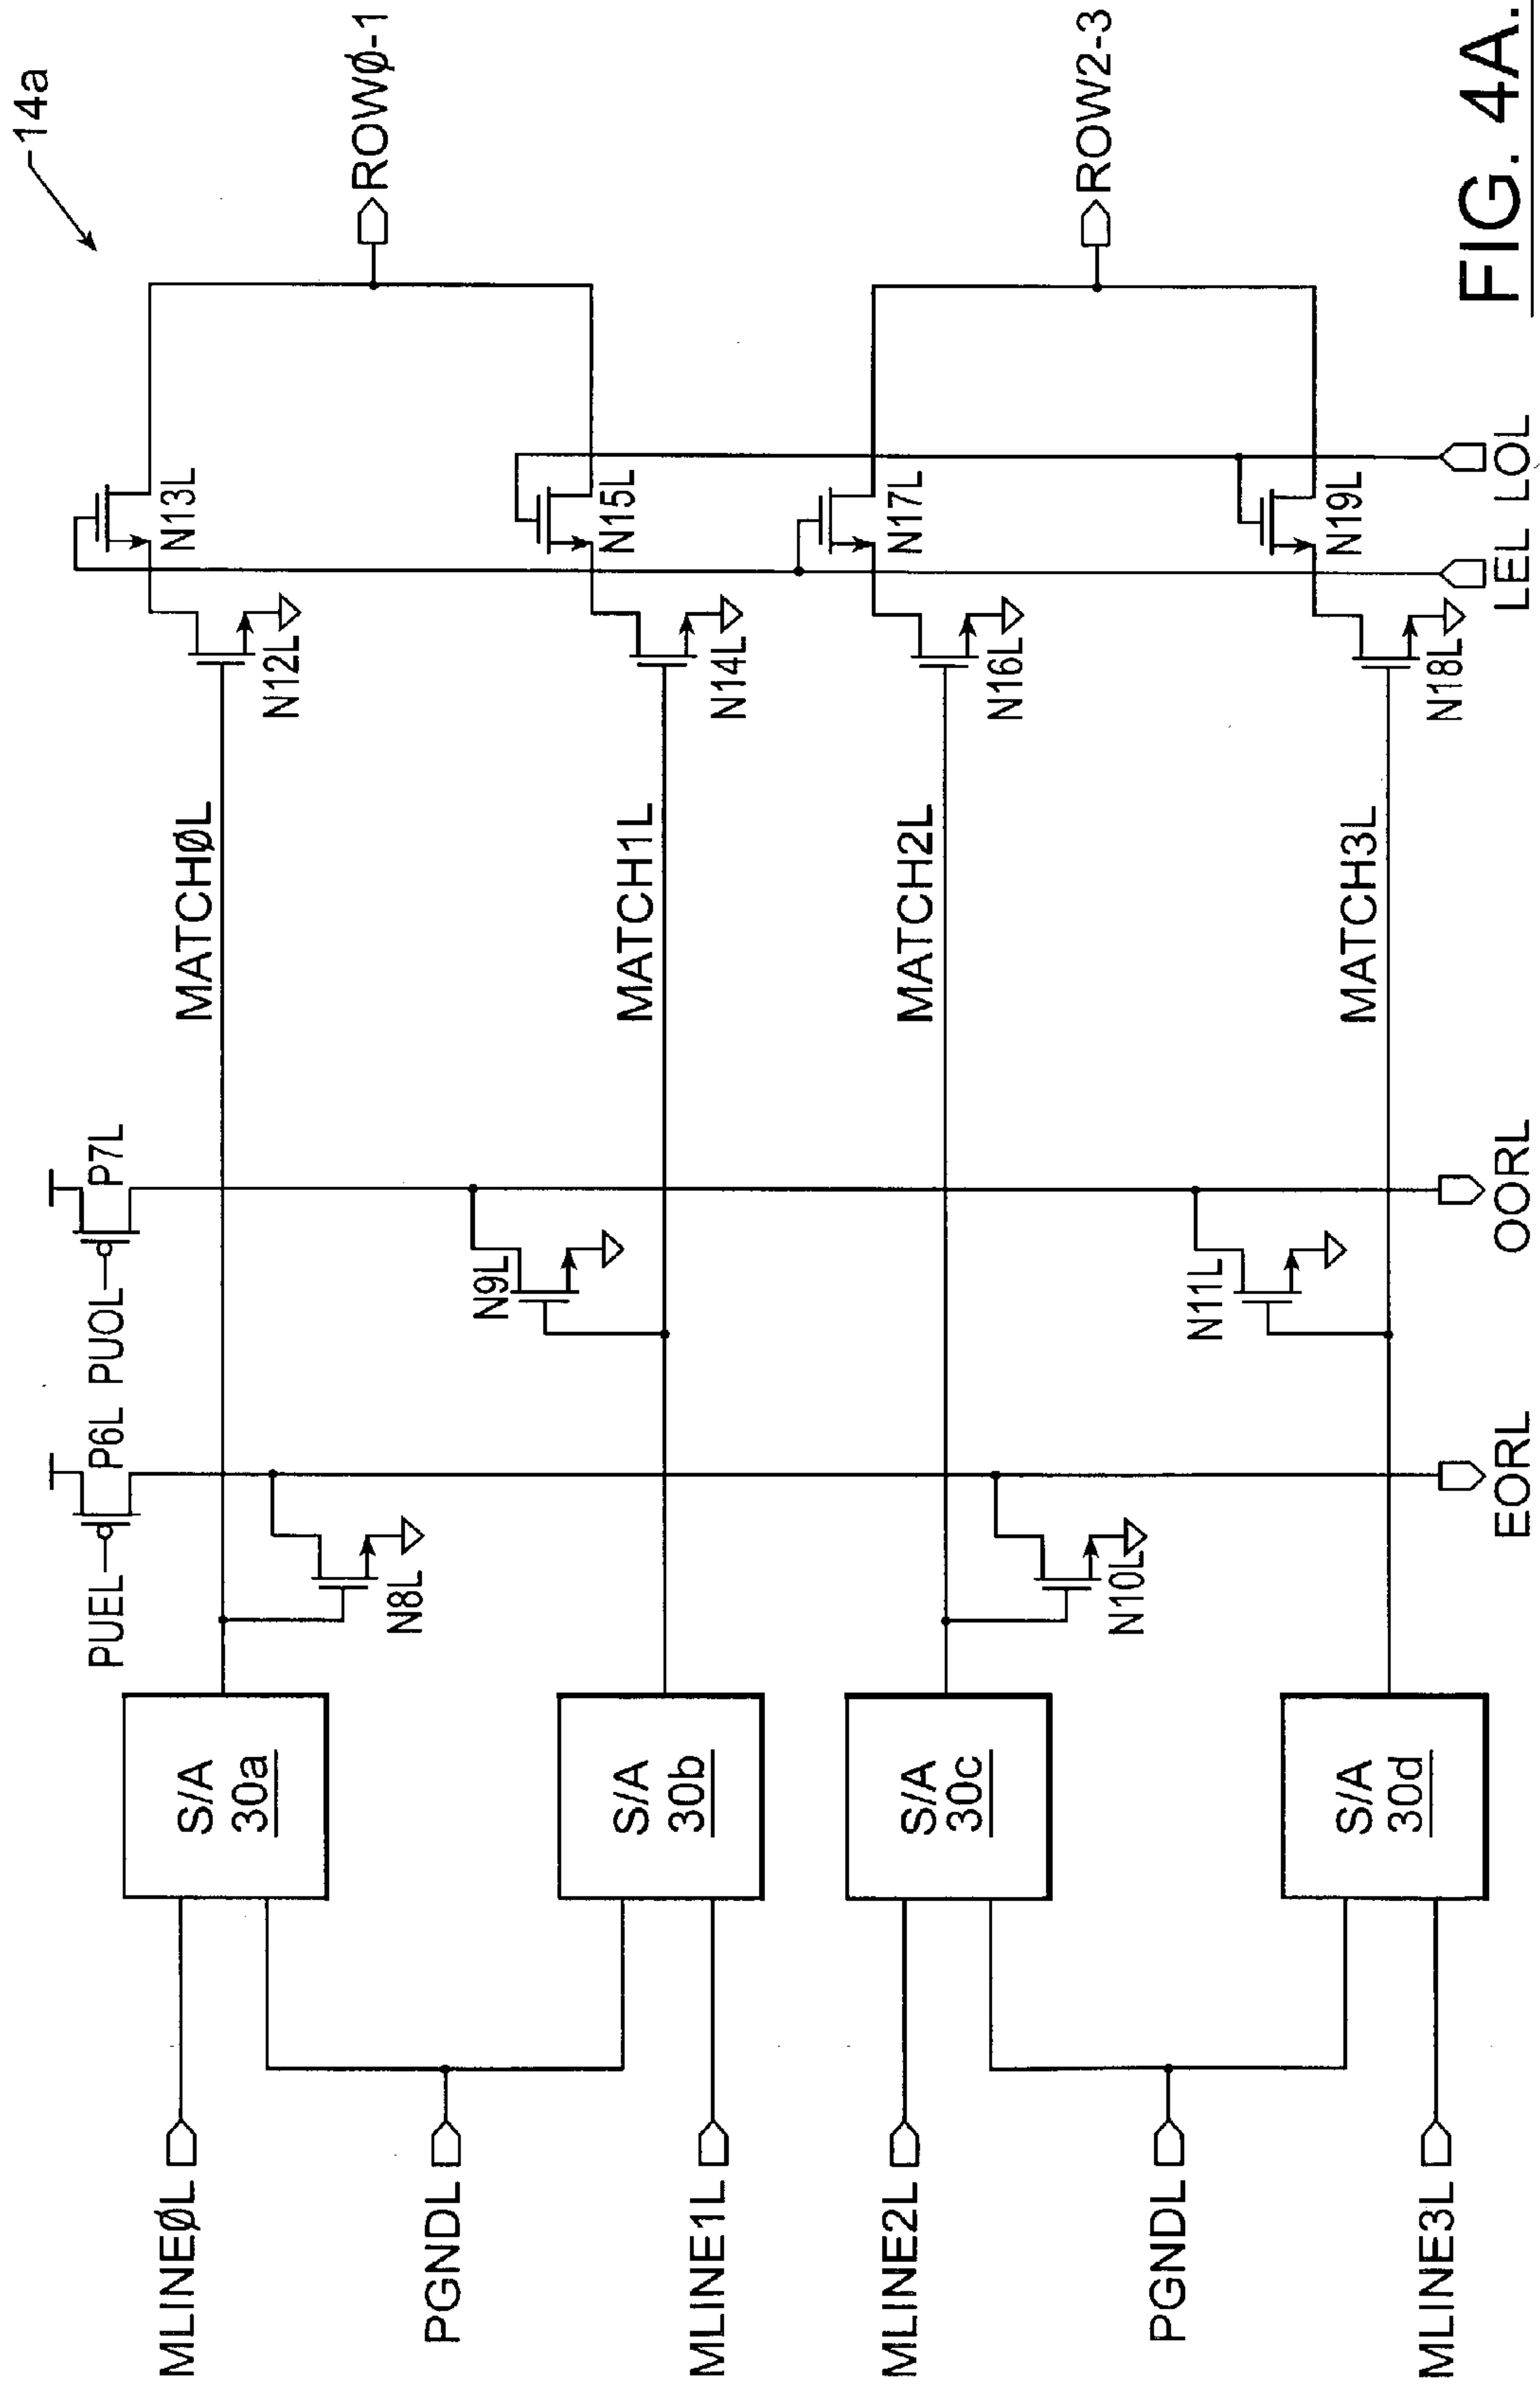 14a
MLINEØL
PGNDL
MLINE1L
MLINE2L
PGNDL
MLINE3L
S/A
30a
S/A
30b
S/A
30c
S/A
30d
PUEL
P6L
PUOL
P7L
N8L
N9L
N10L
N11L
EORL
OORL
MATCHØL
MATCH1L
MATCH2L
MATCH3L
N12L
N13L
N14L
N15L
N16L
N17L
N18L
N19L
LEL
LOL
ROWØ-1
ROW2-3
FIG. 4A.